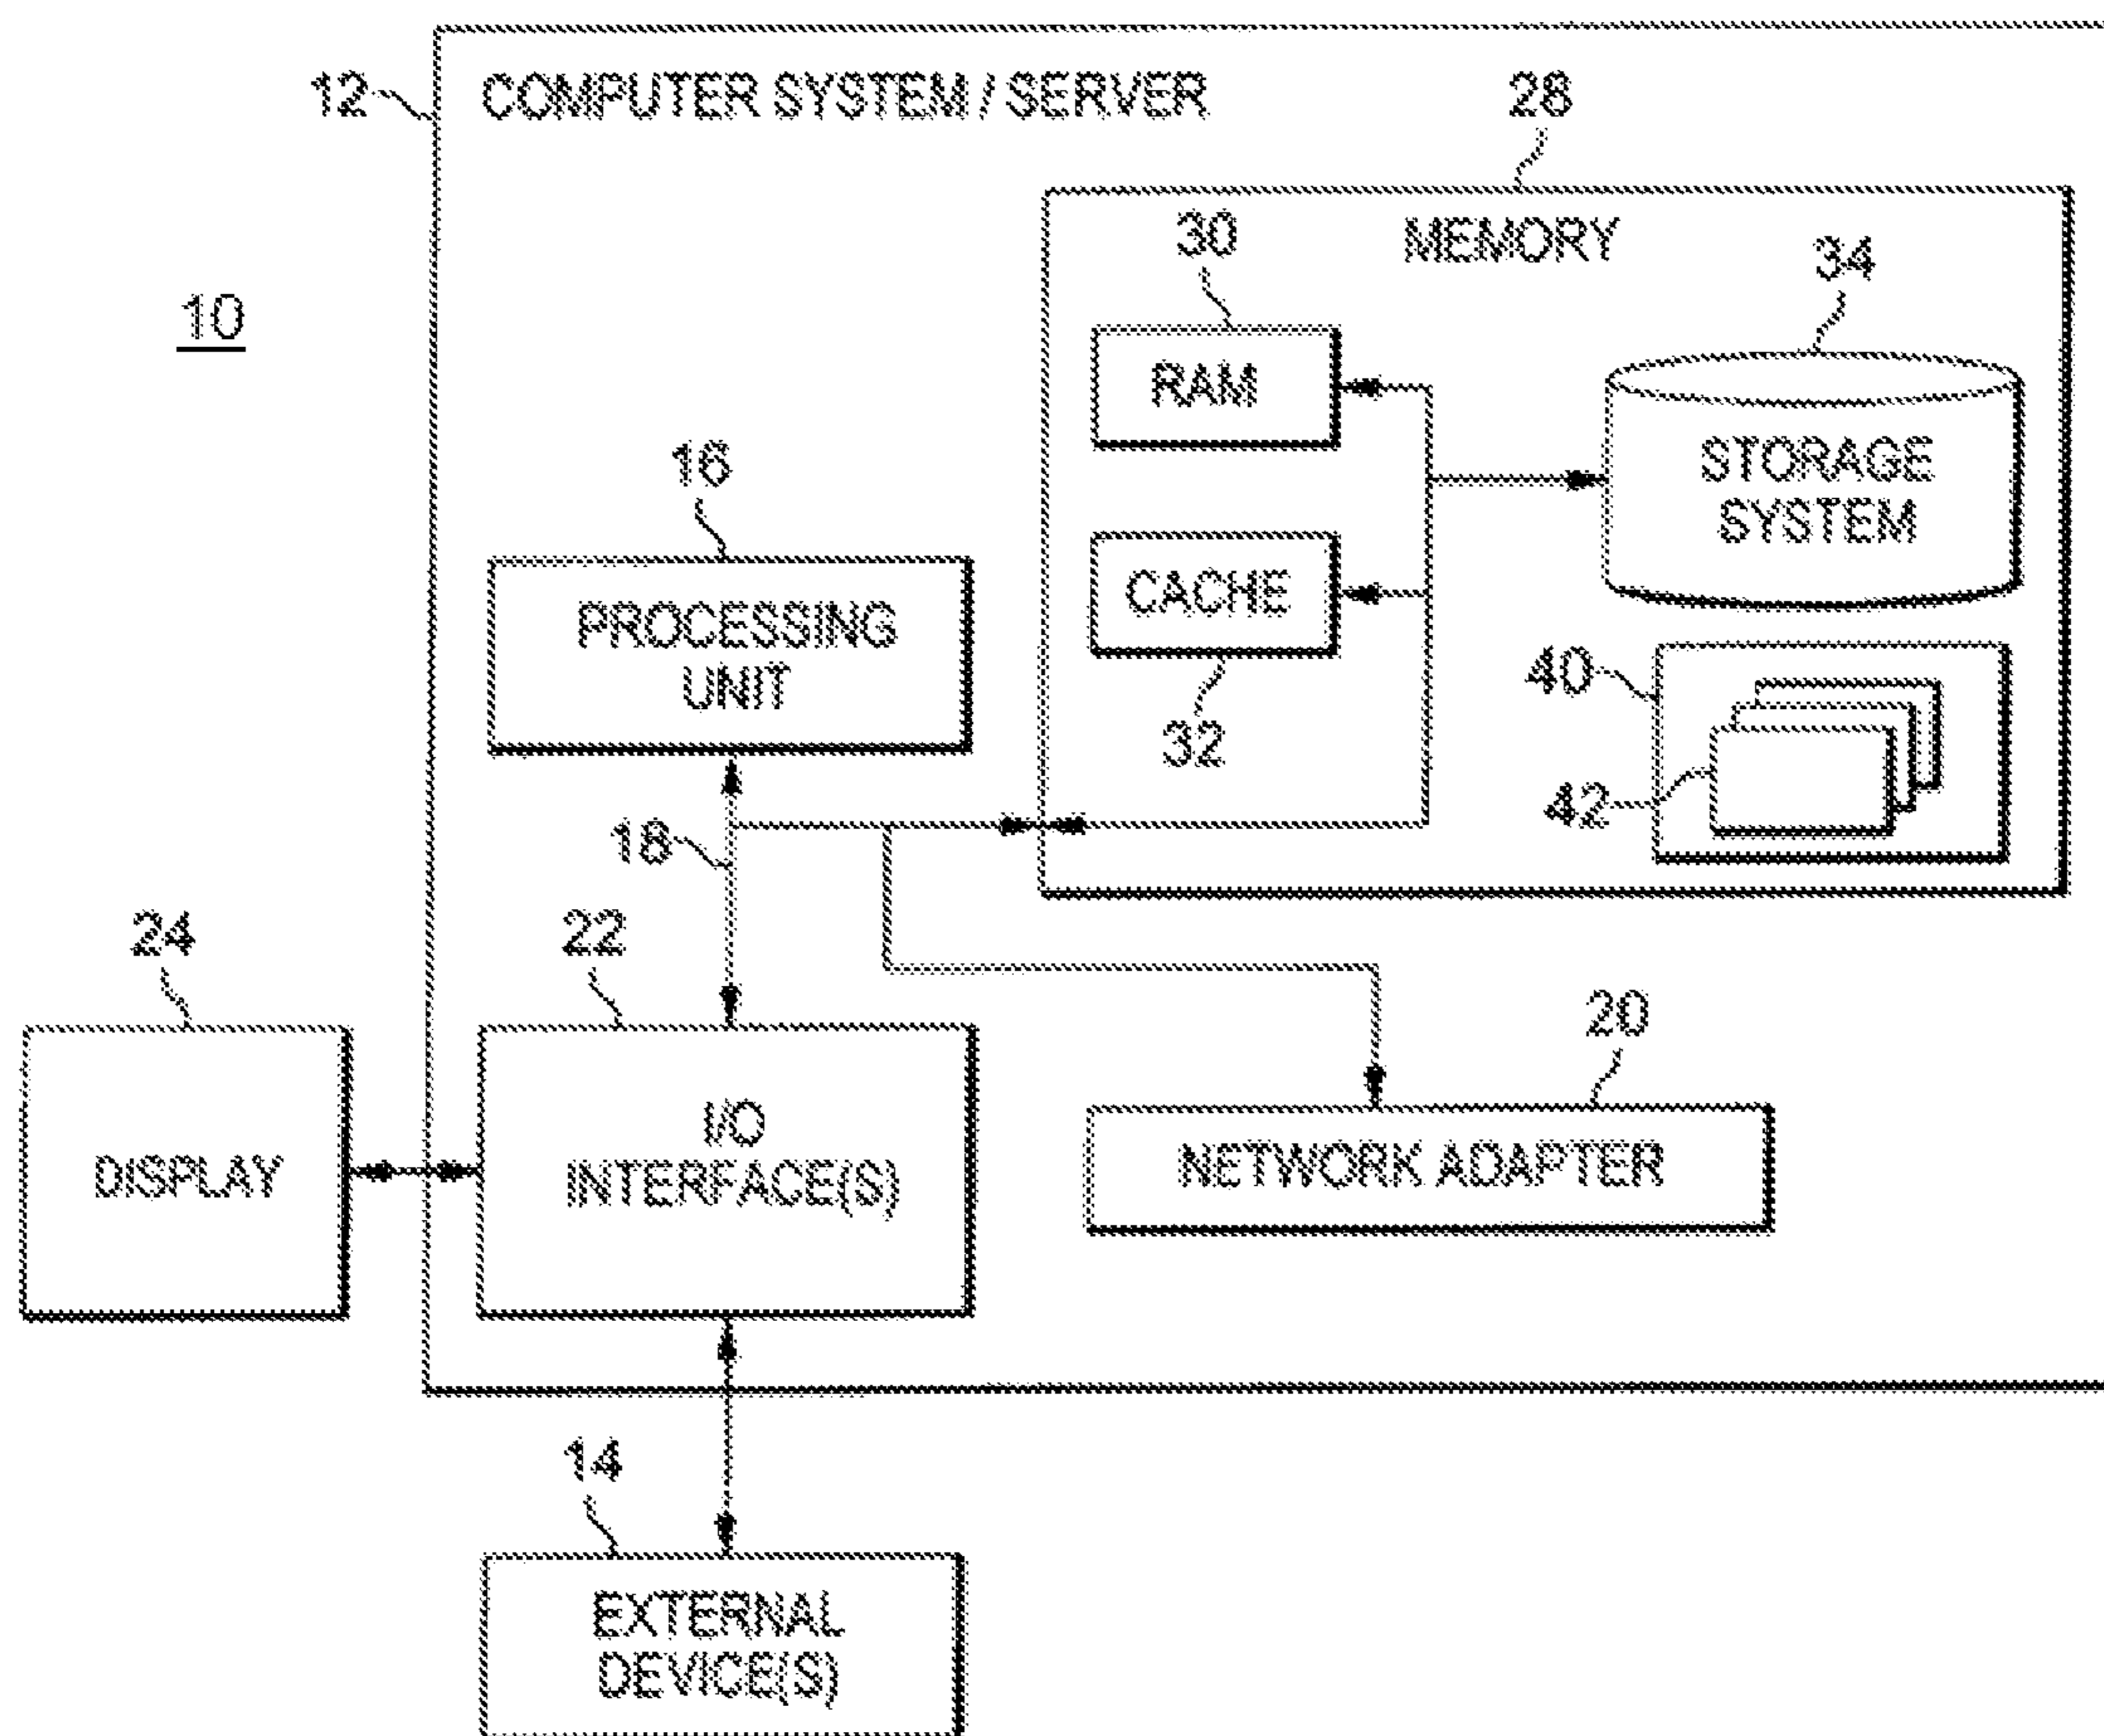 12
COMPUTER SYSTEM / SERVER
28
MEMORY
30
34
10
RAM
STORAGE
SYSTEM
16
CACHE
PROCESSING
UNIT
40
32
42
18
24
22
20
DISPLAY
I/O
INTERFACE(S)
NETWORK ADAPTER
14
EXTERNAL
DEVICE(S)